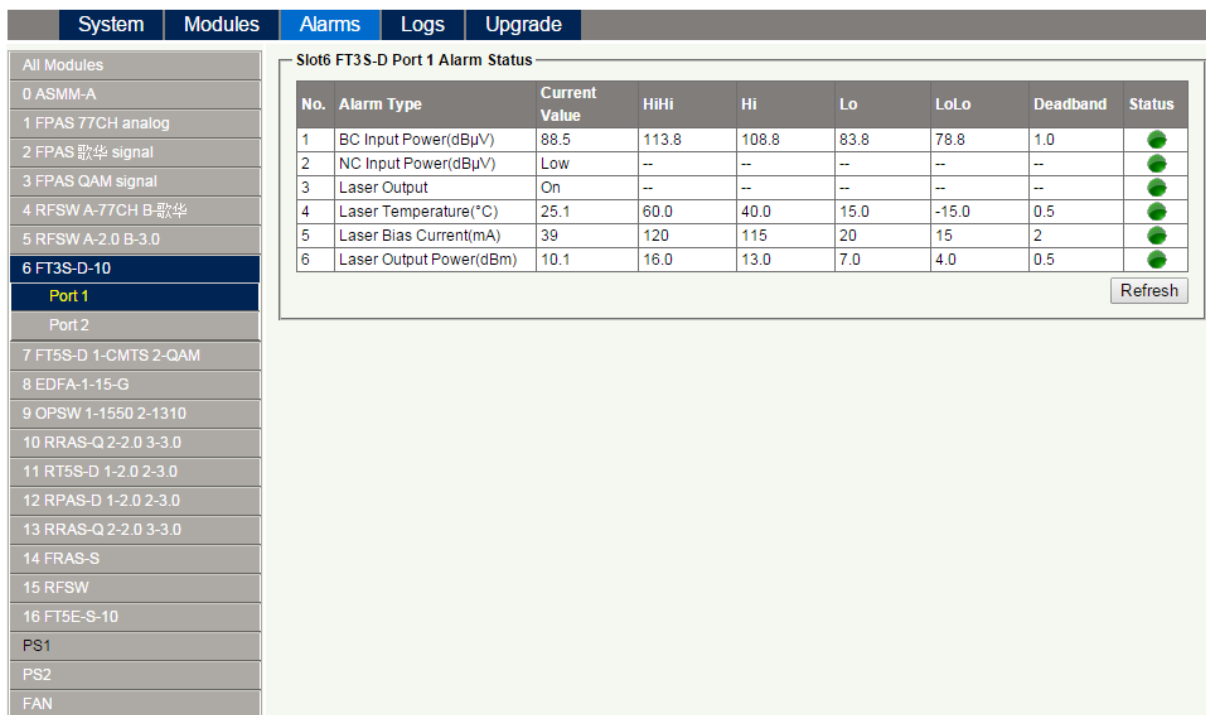 System Modules Alarms Logs Upgrade
All Modules
0 ASMM-A
1 FPAS 77CH analog
2 FPAS 歌华 signal
3 FPAS QAM signal
4 RFSW A-77CH B-歌华
5 RFSW A-2.0 B-3.0
6 FT3S-D-10
Port 1
Port 2
7 FT5S-D 1-CMTS 2-QAM
8 EDFA-1-15-G
9 OPSW 1-1550 2-1310
10 RRAS-Q 2-2.0 3-3.0
11 RT5S-D 1-2.0 2-3.0
12 RPAS-D 1-2.0 2-3.0
13 RRAS-Q 2-2.0 3-3.0
14 FRAS-S
15 RFSW
16 FT5E-S-10
PS1
PS2
FAN
Slot6 FT3S-D Port 1 Alarm Status
No. Alarm Type Current Value HiHi Hi Lo LoLo Deadband Status
1 BC Input Power(dBµV) 88.5 113.8 108.8 83.8 78.8 1.0
2 NC Input Power(dBµV) Low -- -- -- -- --
3 Laser Output On -- -- -- -- --
4 Laser Temperature(°C) 25.1 60.0 40.0 15.0 -15.0 0.5
5 Laser Bias Current(mA) 39 120 115 20 15 2
6 Laser Output Power(dBm) 10.1 16.0 13.0 7.0 4.0 0.5
Refresh